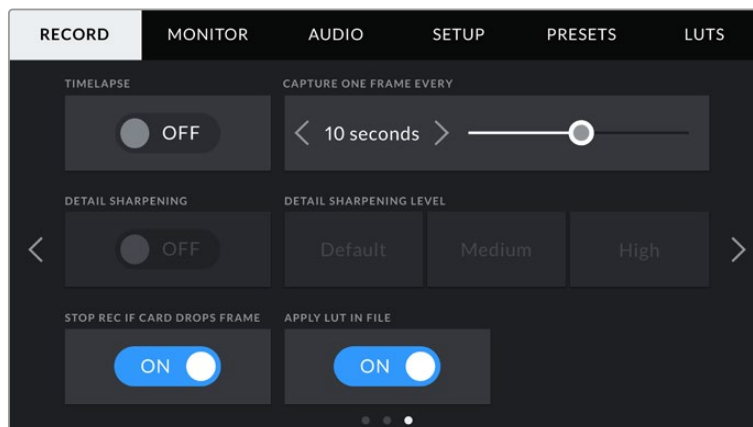 RECORD MONITOR AUDIO SETUP PRESETS LUTS
TIMELAPSE CAPTURE ONE FRAME EVERY
OFF 10 seconds
DETAIL SHARPENING DETAIL SHARPENING LEVEL
OFF Default Medium High
STOP REC IF CARD DROPS FRAME APPLY LUT IN FILE
ON ON